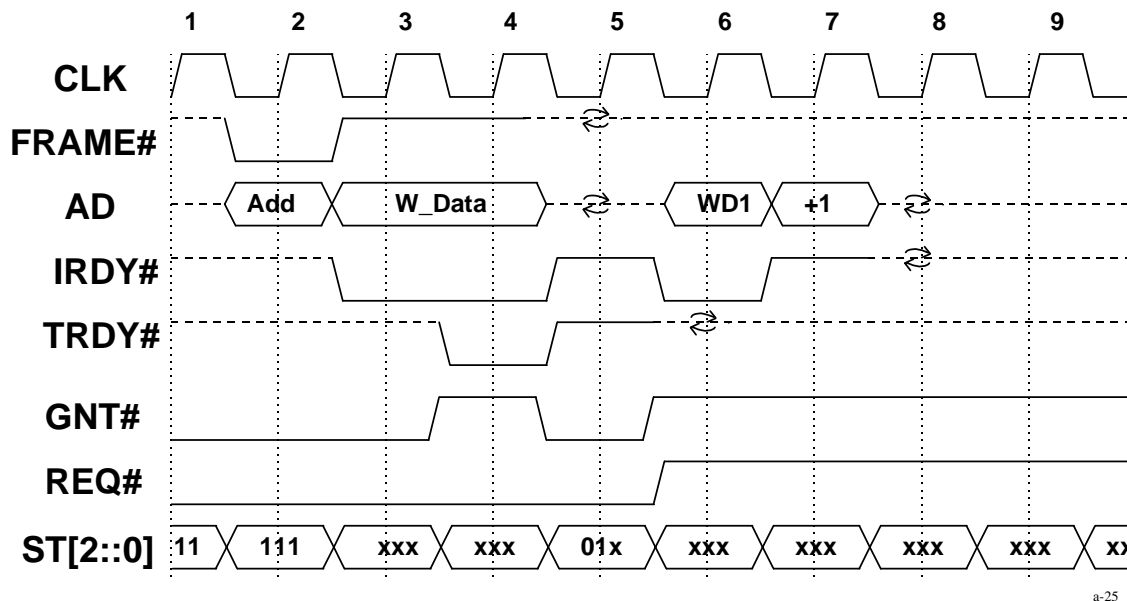 1 2 3 4 5 6 7 8 9
CLK
FRAME#
AD Add W_Data WD1 +1
IRDY#
TRDY#
GNT#
REQ#
ST[2::0] 11 111 xxx xxx 01x xxx xxx xxx xxx xx
a-25